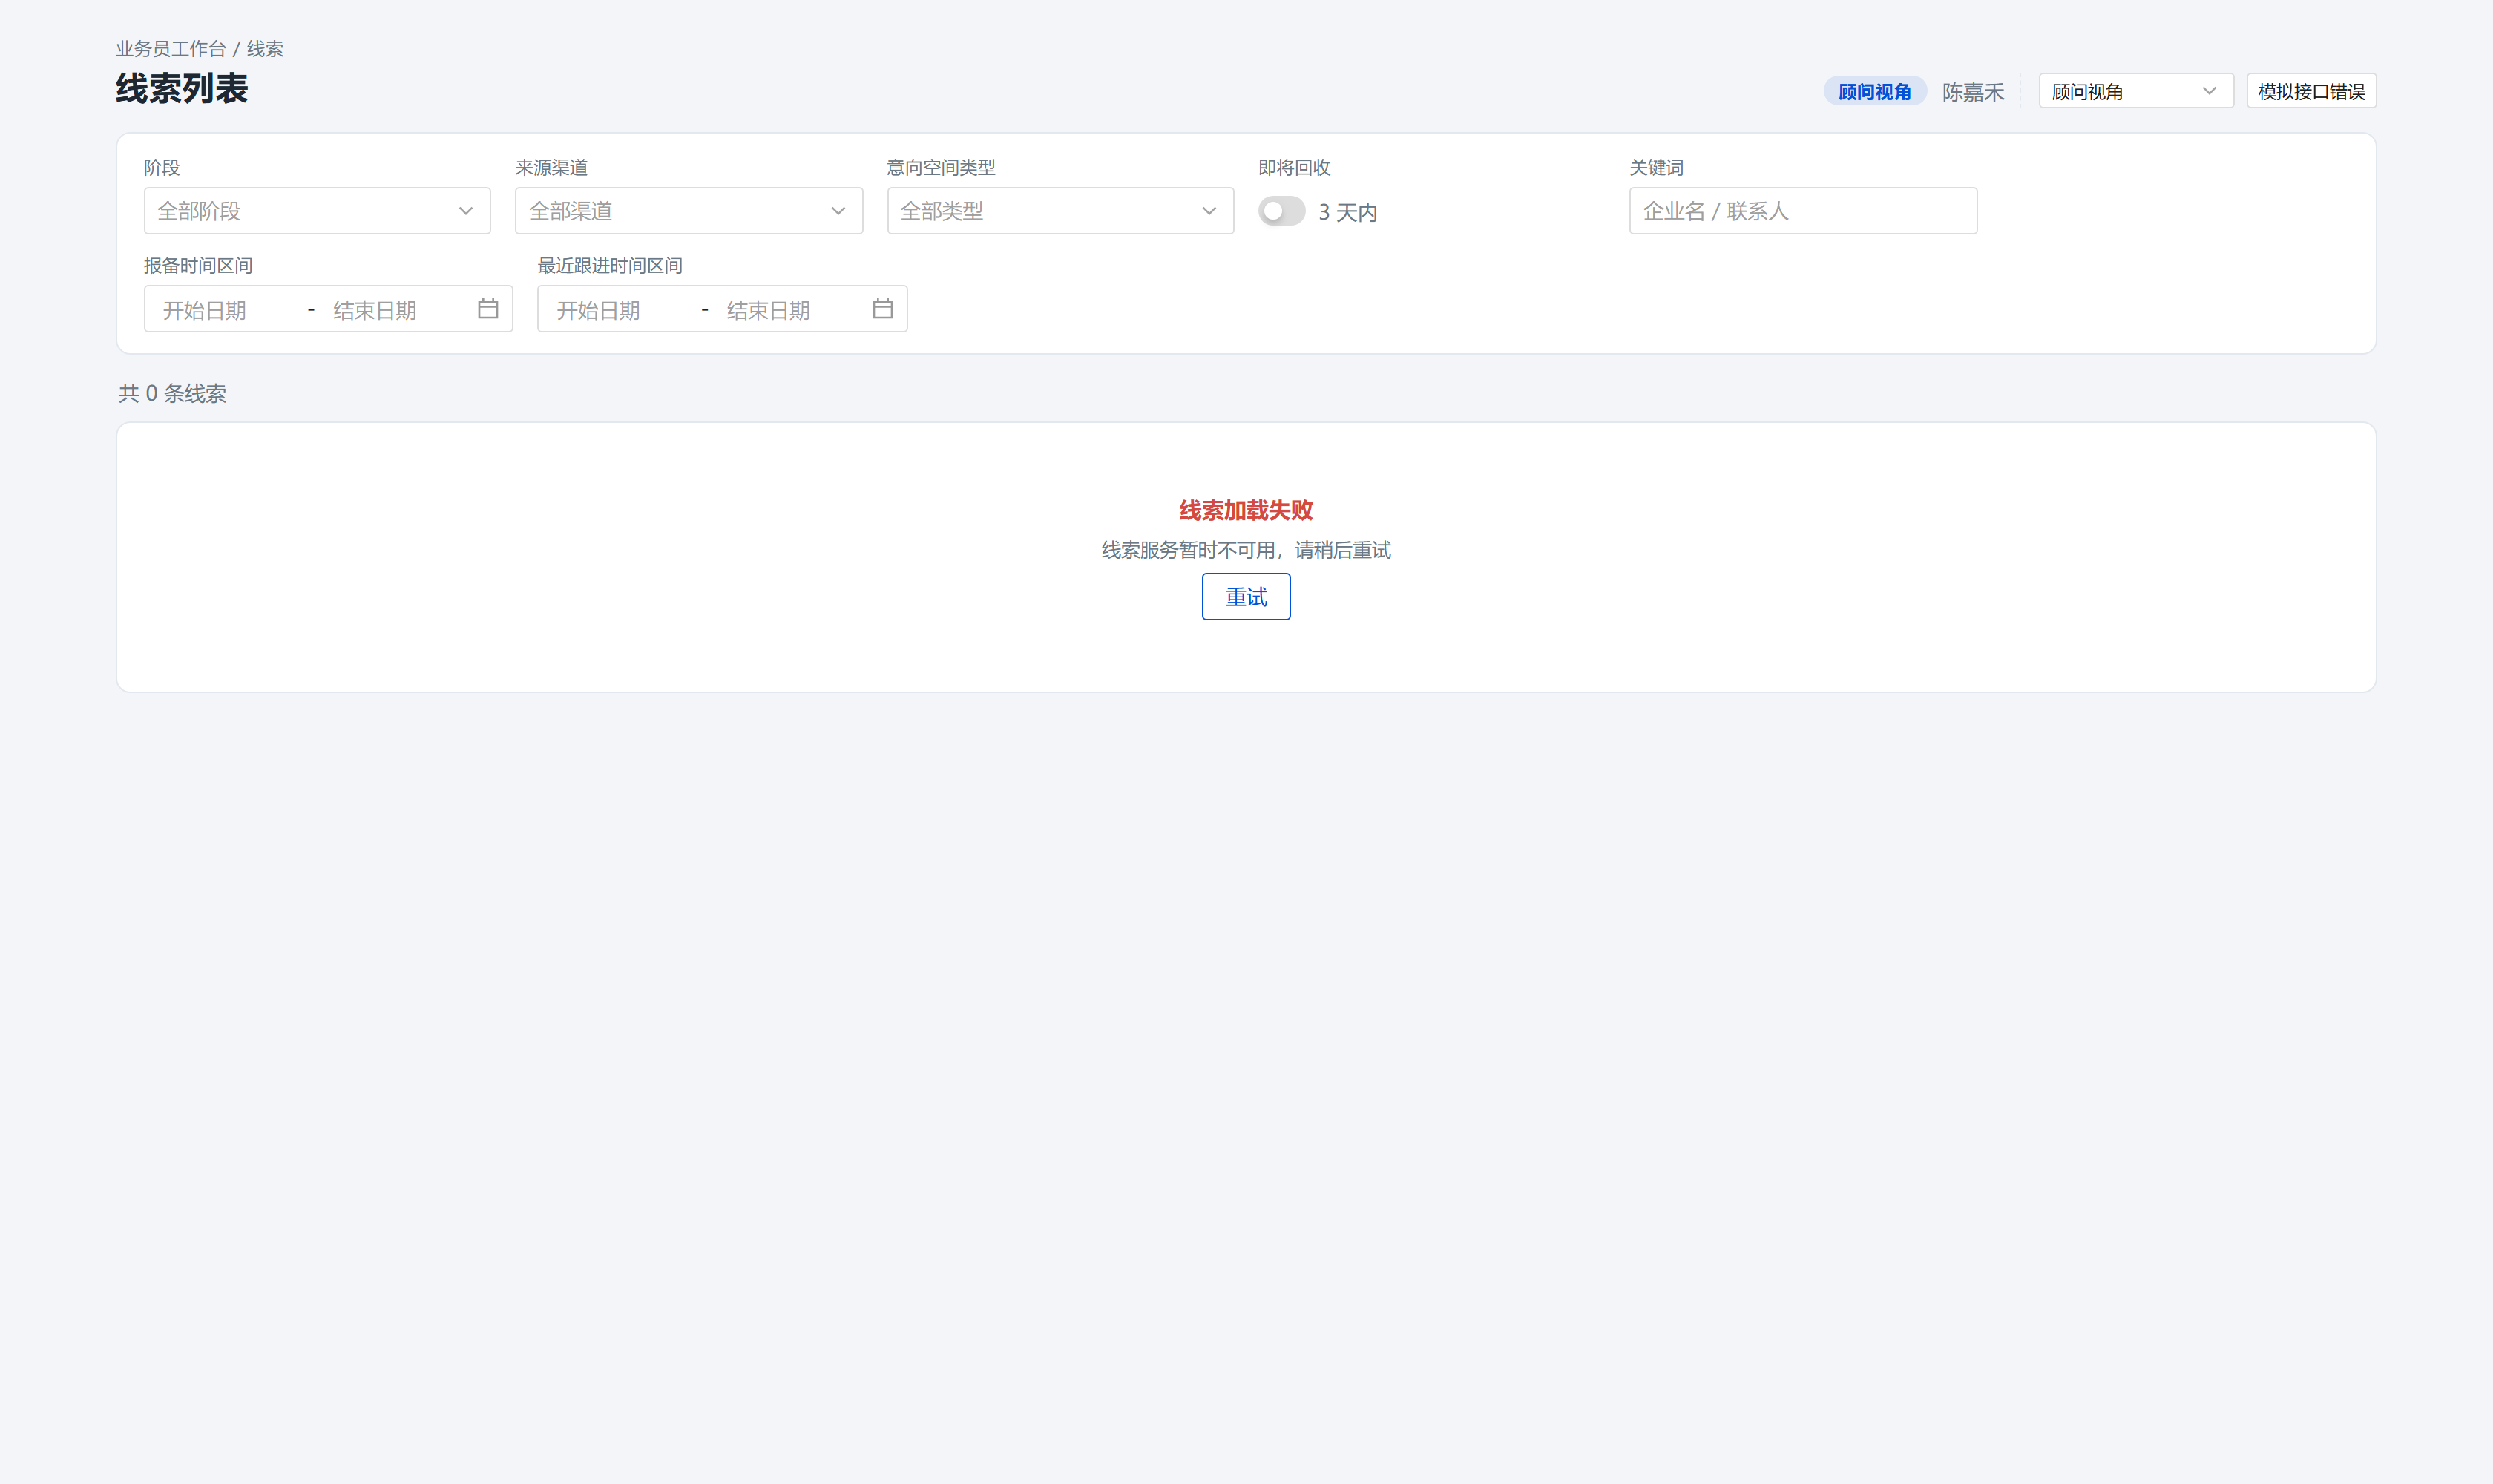 业务员工作台 / 线索
线索列表
顾问视角 陈嘉禾 顾问视角 模拟接口错误
阶段 来源渠道 意向空间类型 即将回收 关键词
全部阶段 全部渠道 全部类型 3 天内 企业名 / 联系人
报备时间区间 最近跟进时间区间
开始日期 - 结束日期 开始日期 - 结束日期
共 0 条线索
线索加载失败
线索服务暂时不可用，请稍后重试
重试